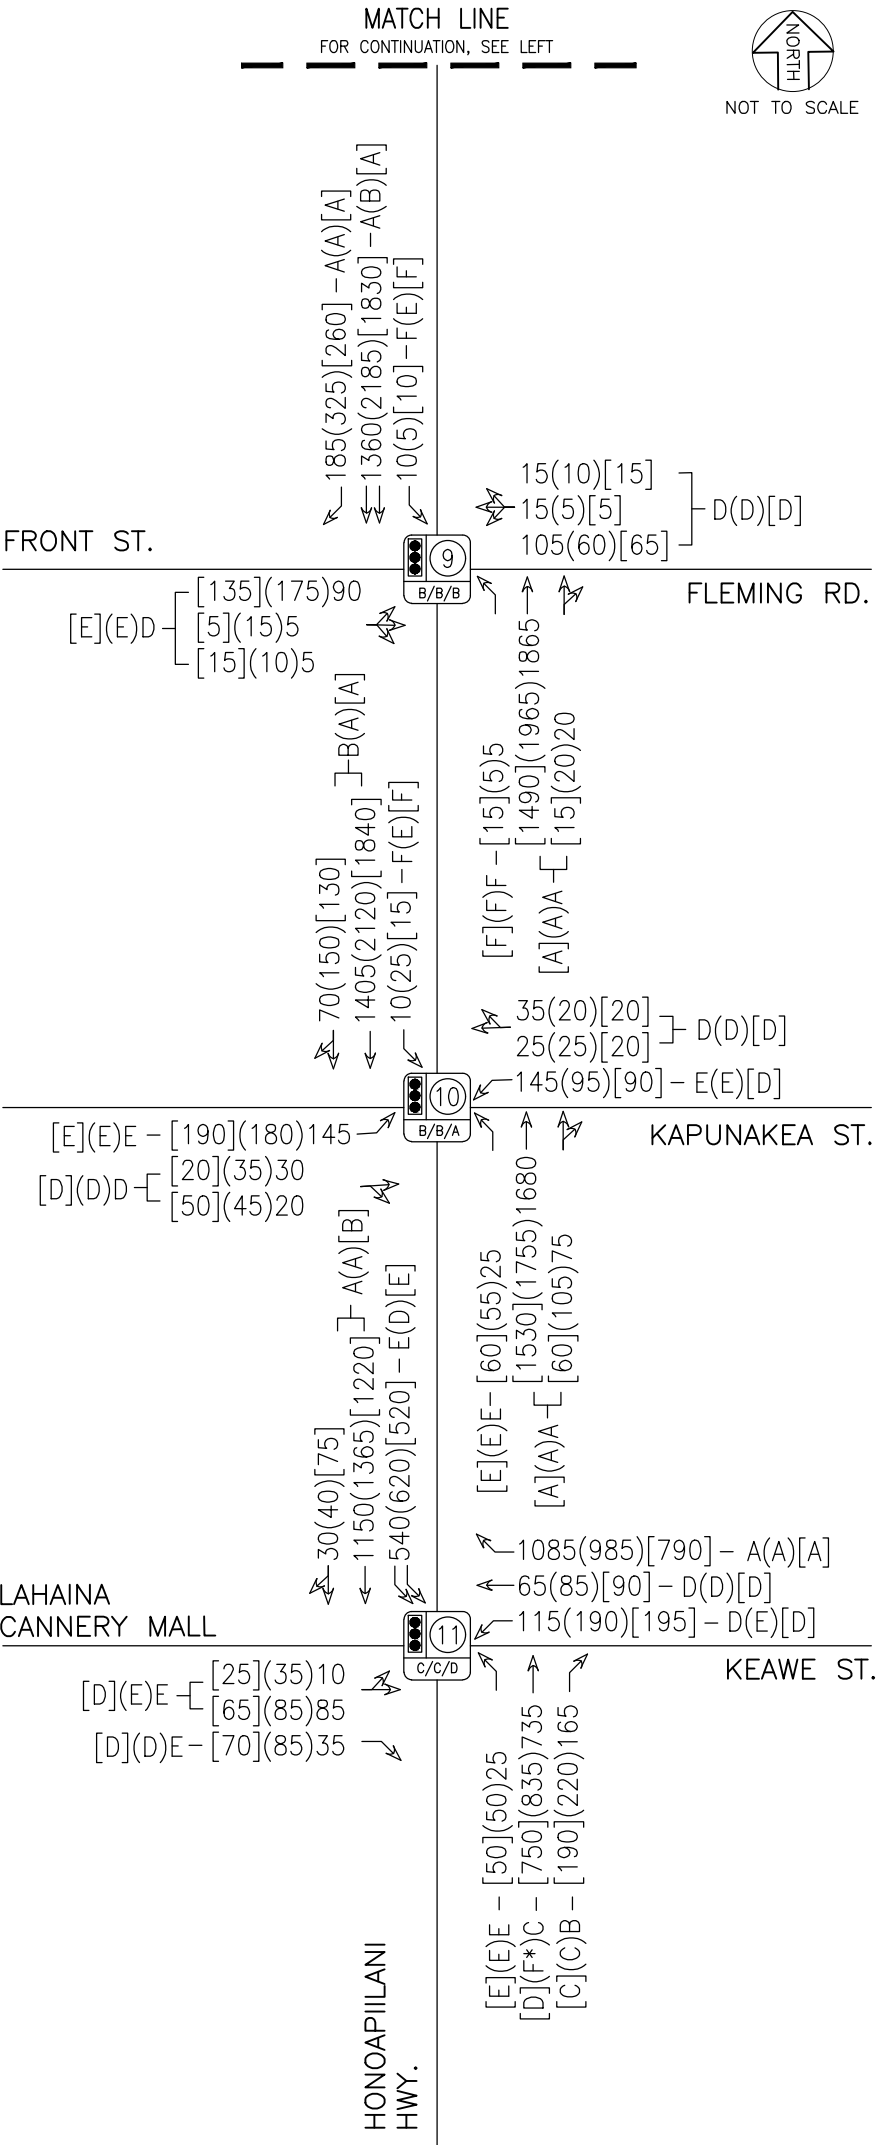 MATCH LINE
FOR CONTINUATION, SEE LEFT
NORTH
NOT TO SCALE
185(325)[260] - A(A)[A]
1360(2185)[1830] - A(B)[A]
10(5)[10] - F(E)[F]
15(10)[15]
15(5)[5]
105(60)[65]
D(D)[D]
FRONT ST.
9
B/B/B
FLEMING RD.
[E](E)D
[135](175)90
[5](15)5
[15](10)5
[F](F)F - [15](5)5
[1490](1965)1865
[15](20)20
[A](A)A
B(A)[A]
70(150)[130]
1405(2120)[1840]
10(25)[15] - F(E)[F]
35(20)[20]
25(25)[20]
D(D)[D]
145(95)[90] - E(E)[D]
10
B/B/A
KAPUNAKEA ST.
[E](E)E - [190](180)145
[D](D)D
[20](35)30
[50](45)20
[E](E)E - [60](55)25
[1530](1755)1680
[60](105)75
[A](A)A
A(A)[B]
30(40)[75]
1150(1365)[1220]
540(620)[520] - E(D)[E]
1085(985)[790] - A(A)[A]
65(85)[90] - D(D)[D]
115(190)[195] - D(E)[D]
LAHAINA
CANNERY MALL
11
C/C/D
KEAWE ST.
[D](E)E
[25](35)10
[65](85)85
[D](D)E - [70](85)35
[E](E)E - [50](50)25
[D](F*)C - [750](835)735
[C](C)B - [190](220)165
HONOAPIILANI
HWY.